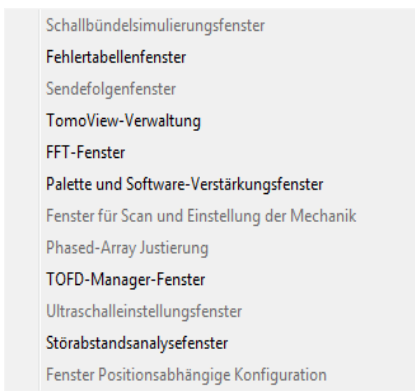 Schallbündelsimulierungsfenster
Fehlertabellenfenster
Sendefolgenfenster
TomoView-Verwaltung
FFT-Fenster
Palette und Software-Verstärkungsfenster
Fenster für Scan und Einstellung der Mechanik
Phased-Array Justierung
TOFD-Manager-Fenster
Ultraschalleinstellungsfenster
Störabstandsanalysefenster
Fenster Positionsabhängige Konfiguration